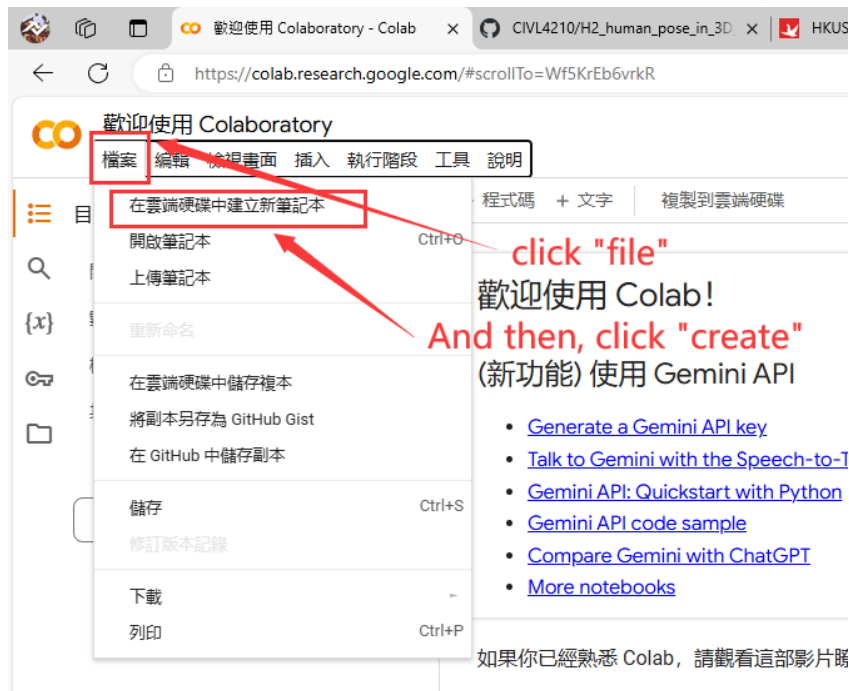 歡迎使用 Colaboratory - Colab
CIVL4210/H2_human_pose_in_3D
HKUS
https://colab.research.google.com/#scrollTo=Wf5KrEb6vrkR
歡迎使用 Colaboratory
檔案 編輯 檢視畫面 插入 執行階段 工具 說明
目
程式碼 + 文字 複製到雲端硬碟
在雲端硬碟中建立新筆記本
開啟筆記本 Ctrl+O
上傳筆記本
重新命名
在雲端硬碟中儲存複本
將副本另存為 GitHub Gist
在 GitHub 中儲存副本
儲存 Ctrl+S
修訂版本記錄
下載
列印 Ctrl+P
{x}
click "file"
And then, click "create"
歡迎使用 Colab！
(新功能) 使用 Gemini API
Generate a Gemini API key
Talk to Gemini with the Speech-to-T
Gemini API: Quickstart with Python
Gemini API code sample
Compare Gemini with ChatGPT
More notebooks
如果你已經熟悉 Colab，請觀看這部影片瞭